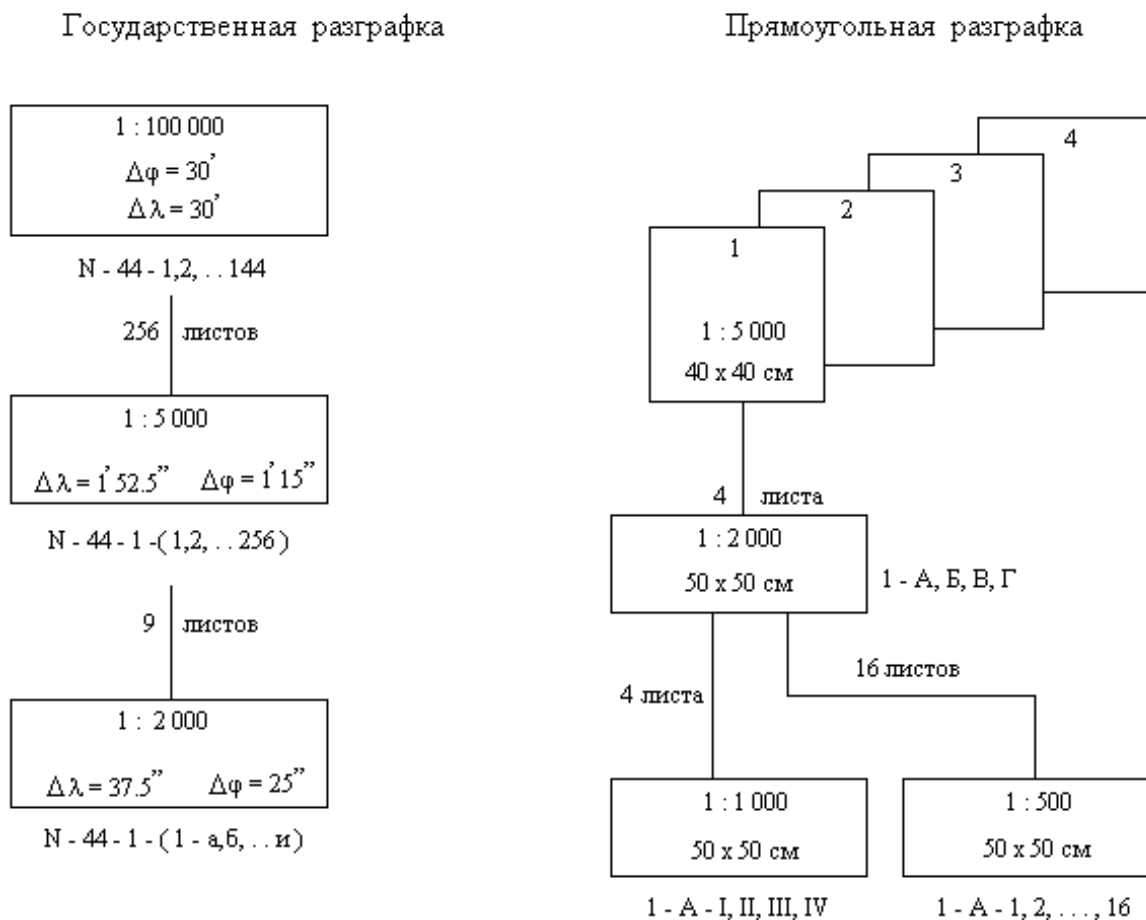 Государственная разграфка
1 : 100 000
Δφ = 30’
Δλ = 30’
N - 44 - 1,2, . . 144
256 листов
1 : 5 000
Δλ = 1’ 52.5” Δφ = 1’ 15”
N - 44 - 1 -( 1,2, . . 256)
9 листов
1 : 2 000
Δλ = 37.5” Δφ = 25”
N - 44 - 1 - ( 1 - а,б, . . и)
Прямоугольная разграфка
4
3
2
1
1 : 5 000
40 x 40 см
4 листа
1 : 2 000
50 x 50 см
1 - А, Б, В, Г
4 листа
16 листов
1 : 1 000
50 x 50 см
1 - А - I, II, III, IV
1 : 500
50 x 50 см
1 - А - 1, 2, . . . , 16